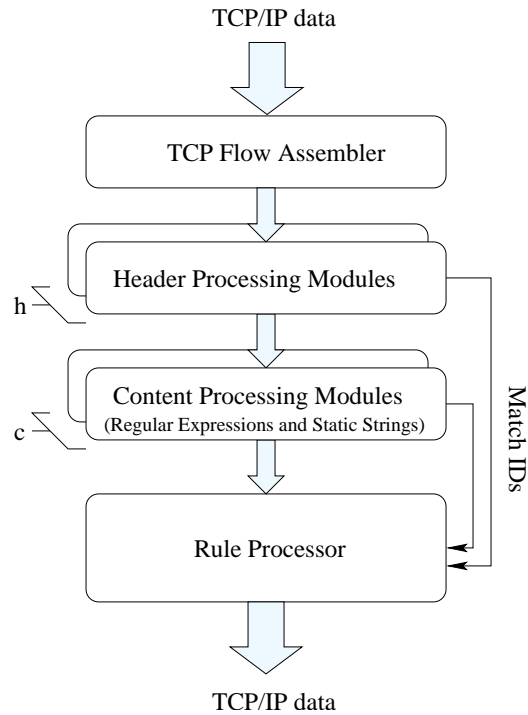 TCP/IP data
TCP Flow Assembler
Header Processing Modules
h
Content Processing Modules
(Regular Expressions and Static Strings)
c
Match IDs
Rule Processor
TCP/IP data